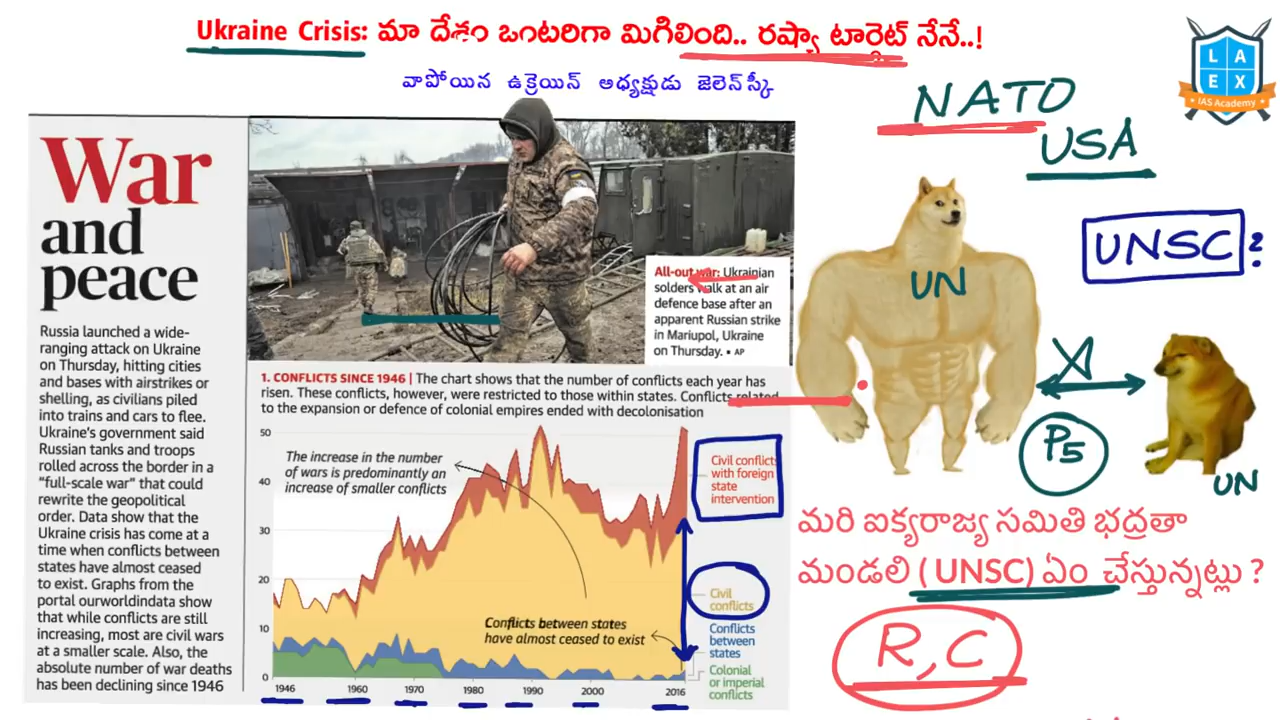 Ukraine Crisis: మా దేశం ఒంటరిగా మిగిలింది.. రష్యా టార్గెట్ నేనే..!
వాపోయిన ఉక్రెయిన్ అధ్యక్షుడు జెలెన్‌స్కీ
LA
EX
IAS Academy
NATO
USA
War
and
peace
Russia launched a wide-
ranging attack on Ukraine
on Thursday, hitting cities
and bases with airstrikes or
shelling, as civilians piled
into trains and cars to flee.
Ukraine's government said
Russian tanks and troops
rolled across the border in a
"full-scale war" that could
rewrite the geopolitical
order. Data show that the
Ukraine crisis has come at a
time when conflicts between
states have almost ceased
to exist. Graphs from the
portal ourworldindata show
that while conflicts are still
increasing, most are civil wars
at a smaller scale. Also, the
absolute number of war deaths
has been declining since 1946
All-out war: Ukrainian
solders walk at an air
defence base after an
apparent Russian strike
in Mariupol, Ukraine
on Thursday. ▪ AP
1. CONFLICTS SINCE 1946 | The chart shows that the number of conflicts each year has
risen. These conflicts, however, were restricted to those within states. Conflicts related
to the expansion or defence of colonial empires ended with decolonisation
50
40
30
20
10
0
The increase in the number
of wars is predominantly an
increase of smaller conflicts
Conflicts between states
have almost ceased to exist
Civil conflicts
with foreign
state
intervention
Civil
conflicts
Conflicts
between
states
Colonial
or imperial
conflicts
1946 1960 1970 1980 1990 2000 2016
UN
UNSC?
P5
UN
మరి ఐక్యరాజ్య సమితి భద్రతా
మండలి ( UNSC) ఏం చేస్తున్నట్లు ?
R, C